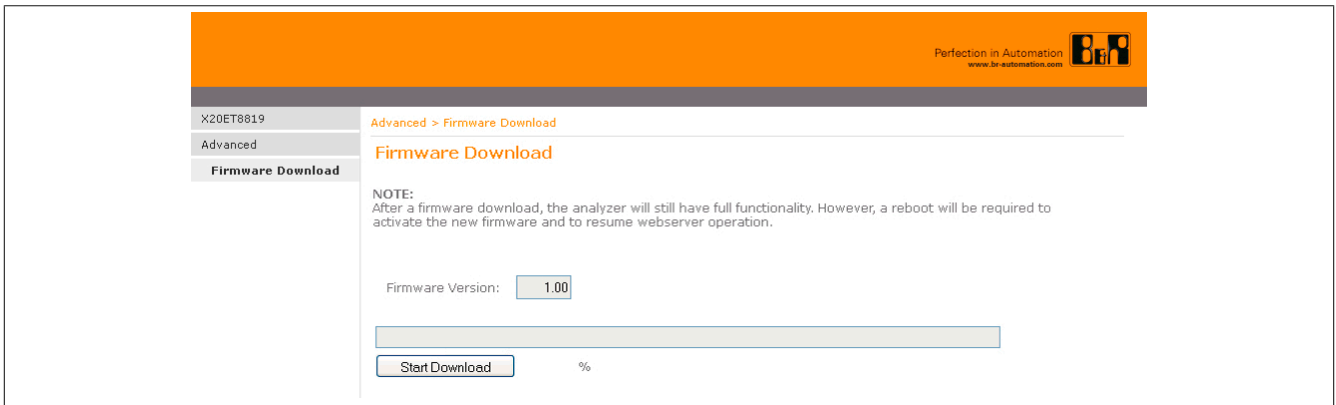 Perfection in Automation
www.br-automation.com
B&R
X20ET8819
Advanced
Firmware Download
Advanced > Firmware Download
Firmware Download
NOTE:
After a firmware download, the analyzer will still have full functionality. However, a reboot will be required to
activate the new firmware and to resume webserver operation.
Firmware Version: 1.00
Start Download %